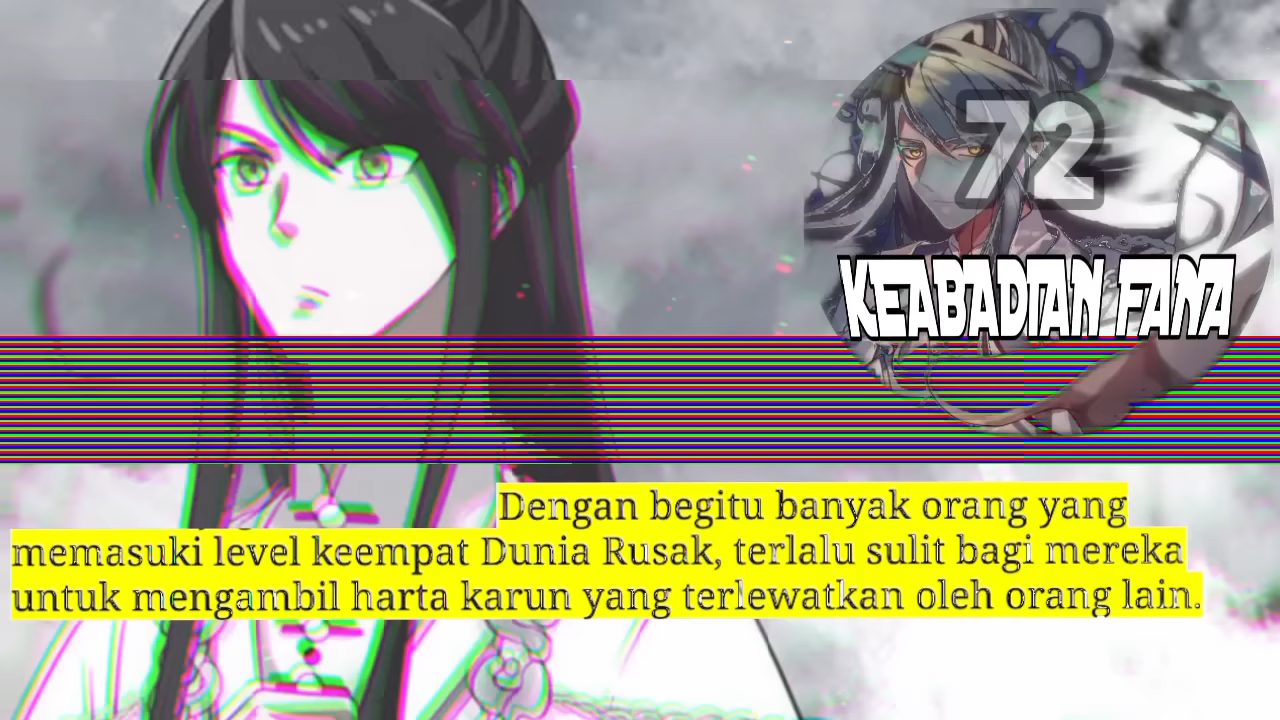 72
KEABADIAN FANA
Dengan begitu banyak orang yang
memasuki level keempat Dunia Rusak, terlalu sulit bagi mereka
untuk mengambil harta karun yang terlewatkan oleh orang lain.